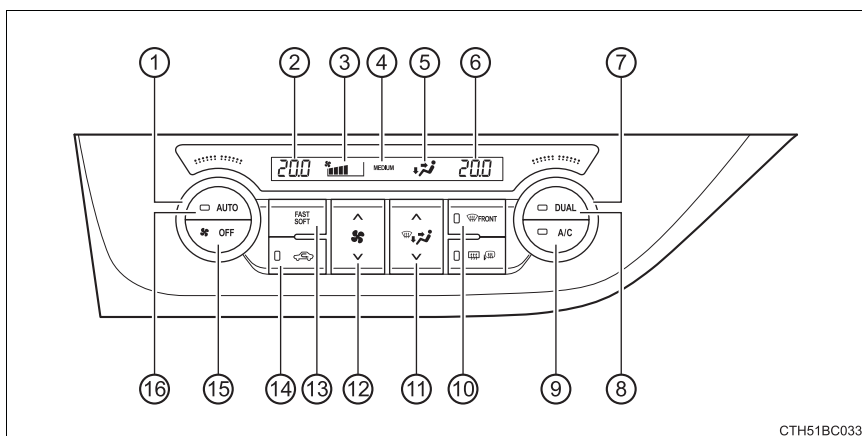 1 2 3 4 5 6 7
20.0 MEDIUM 20.0
AUTO FAST FRONT DUAL
SOFT
OFF A/C
16 15 14 13 12 11 10 9 8
CTH51BC033